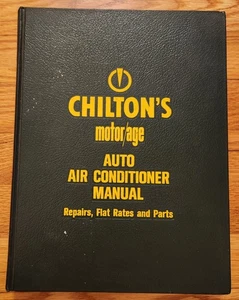 CHILTON'S
motor/age
AUTO
AIR CONDITIONER
MANUAL
Repairs, Flat Rates and Parts